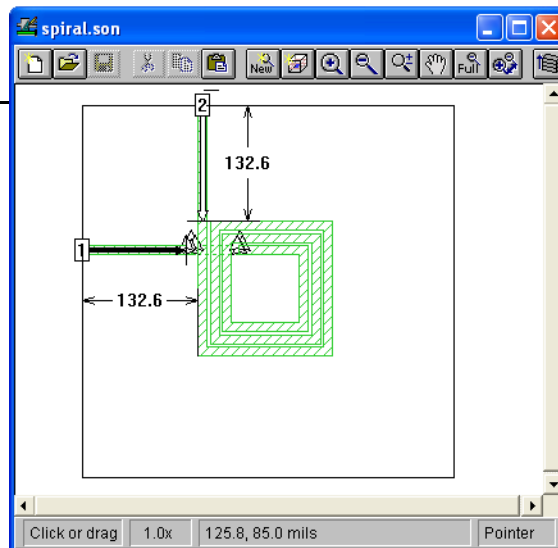 spiral.son
New
Full
2
132.6
1
132.6
Click or drag 1.0x 125.8, 85.0 mils Pointer